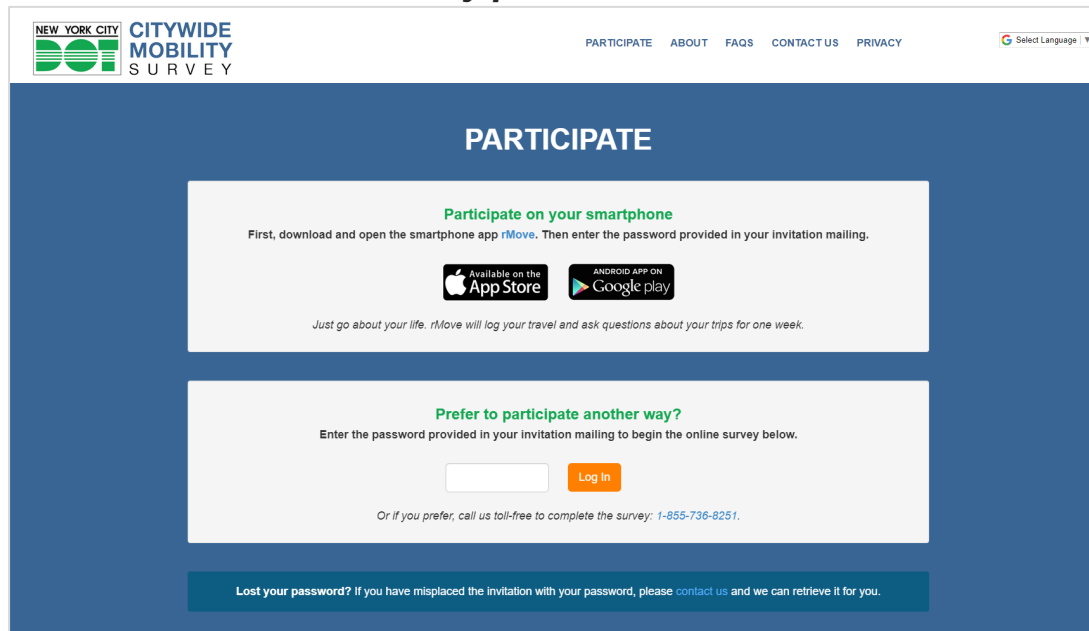 NEW YORK CITY
DOT
CITYWIDE
MOBILITY
SURVEY
PARTICIPATE ABOUT FAQS CONTACT US PRIVACY
G Select Language ▼
PARTICIPATE
Participate on your smartphone
First, download and open the smartphone app rMove. Then enter the password provided in your invitation mailing.
Available on the
App Store
ANDROID APP ON
Google play
Just go about your life. rMove will log your travel and ask questions about your trips for one week.
Prefer to participate another way?
Enter the password provided in your invitation mailing to begin the online survey below.
Log In
Or if you prefer, call us toll-free to complete the survey: 1-855-736-8251.
Lost your password? If you have misplaced the invitation with your password, please contact us and we can retrieve it for you.